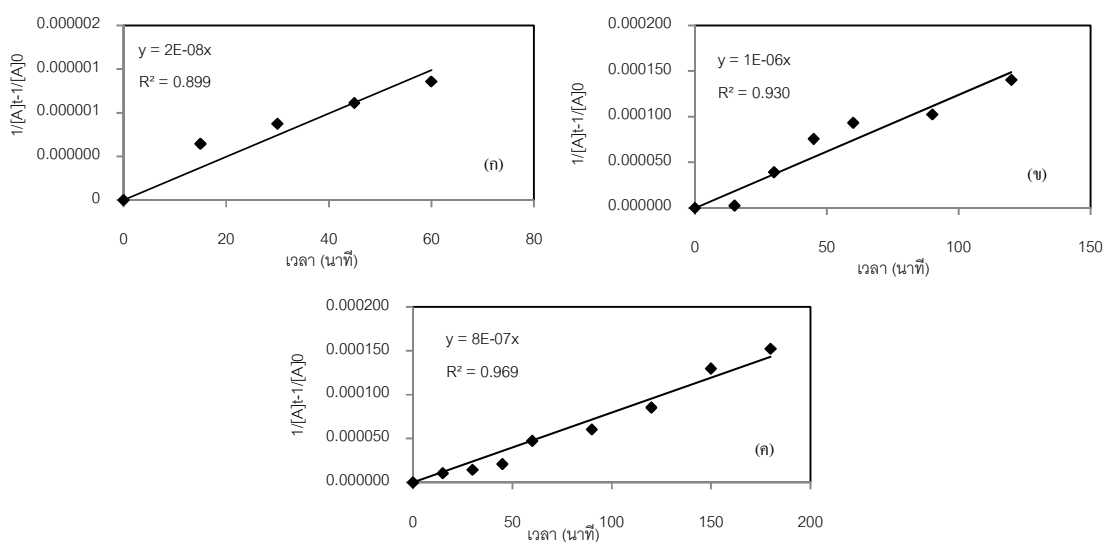 0.000002
0.000001
0.000001
0.000000
0
1/[A]t-1/[A]0
y = 2E-08x
R² = 0.899
(ก)
0 20 40 60 80
เวลา (นาที)
0.000200
0.000150
0.000100
0.000050
0.000000
1/[A]t-1/[A]0
y = 1E-06x
R² = 0.930
(ข)
0 50 100 150
เวลา (นาที)
0.000200
0.000150
0.000100
0.000050
0.000000
1/[A]t-1/[A]0
y = 8E-07x
R² = 0.969
(ค)
0 50 100 150 200
เวลา (นาที)